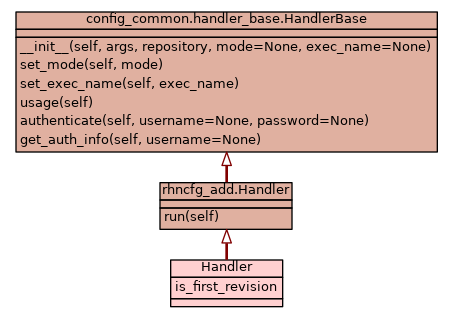 config_common.handler_base.HandlerBase
__init__(self, args, repository, mode=None, exec_name=None)
set_mode(self, mode)
set_exec_name(self, exec_name)
usage(self)
authenticate(self, username=None, password=None)
get_auth_info(self, username=None)
rhncfg_add.Handler
run(self)
Handler
is_first_revision